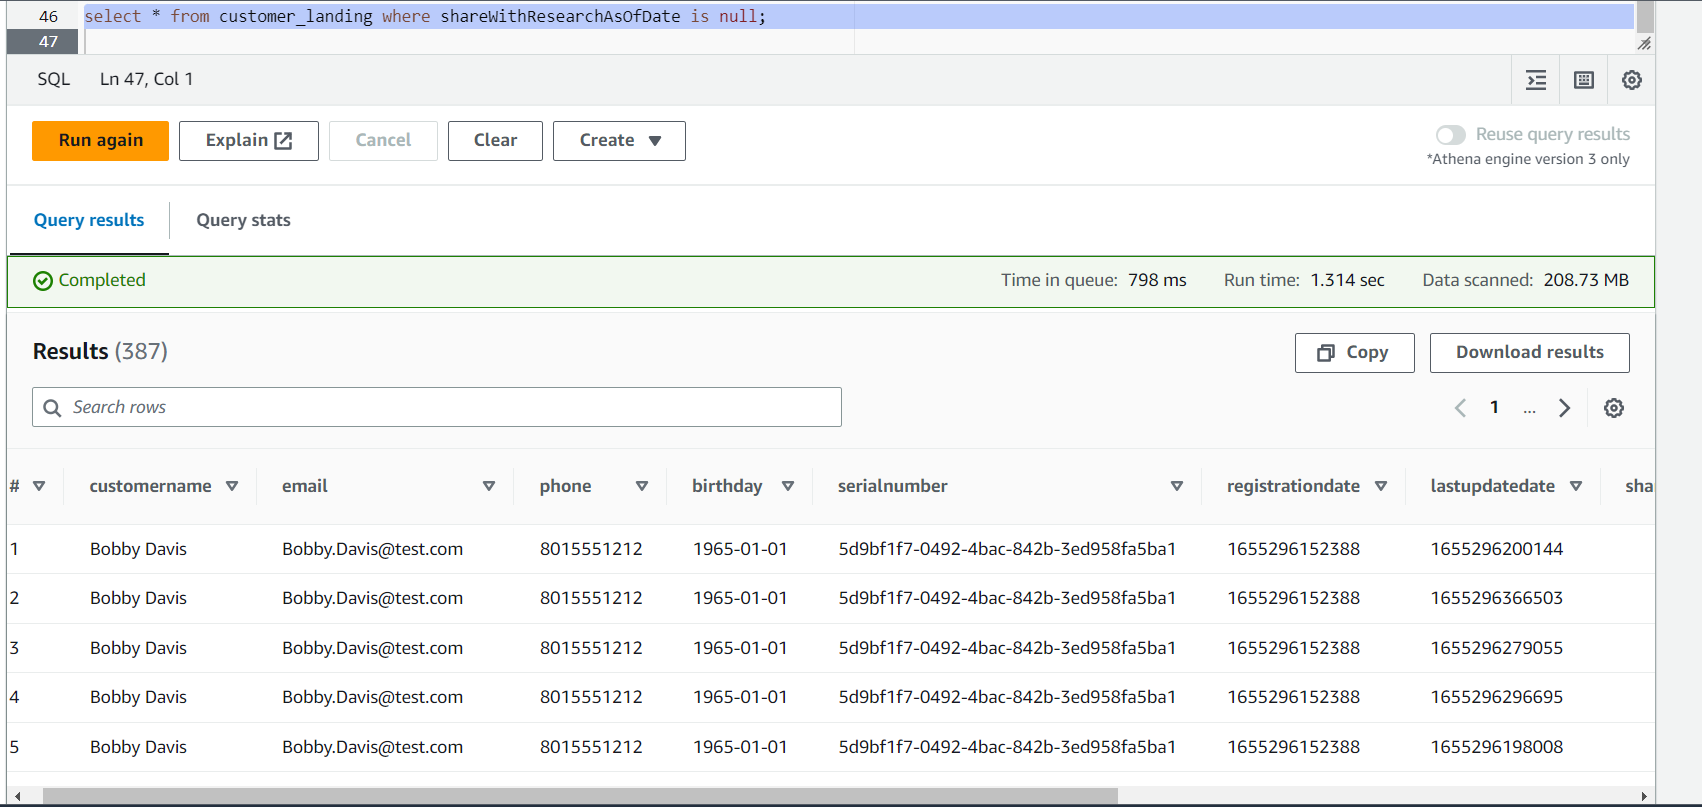 46 select * from customer_landing where shareWithResearchAsOfDate is null;
47
SQL Ln 47, Col 1
Run again Explain Cancel Clear Create Reuse query results
*Athena engine version 3 only
Query results Query stats
Completed Time in queue: 798 ms Run time: 1.314 sec Data scanned: 208.73 MB
Results (387) Copy Download results
Search rows 1 ...
# customername email phone birthday serialnumber registrationdate lastupdatedate sha
1 Bobby Davis Bobby.Davis@test.com 8015551212 1965-01-01 5d9bf1f7-0492-4bac-842b-3ed958fa5ba1 1655296152388 1655296200144
2 Bobby Davis Bobby.Davis@test.com 8015551212 1965-01-01 5d9bf1f7-0492-4bac-842b-3ed958fa5ba1 1655296152388 1655296366503
3 Bobby Davis Bobby.Davis@test.com 8015551212 1965-01-01 5d9bf1f7-0492-4bac-842b-3ed958fa5ba1 1655296152388 1655296279055
4 Bobby Davis Bobby.Davis@test.com 8015551212 1965-01-01 5d9bf1f7-0492-4bac-842b-3ed958fa5ba1 1655296152388 1655296296695
5 Bobby Davis Bobby.Davis@test.com 8015551212 1965-01-01 5d9bf1f7-0492-4bac-842b-3ed958fa5ba1 1655296152388 1655296198008